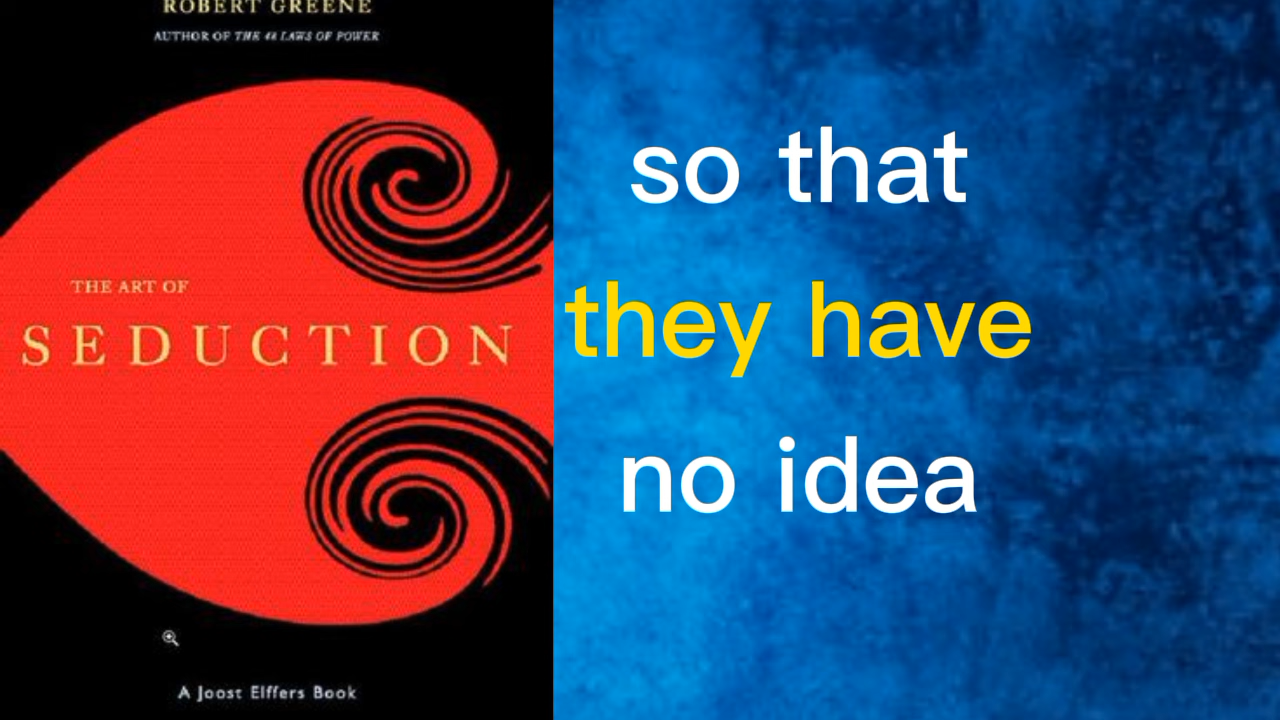 ROBERT GREENE
AUTHOR OF THE 48 LAWS OF POWER
THE ART OF
SEDUCTION
A Joost Elffers Book
so that
they have
no idea